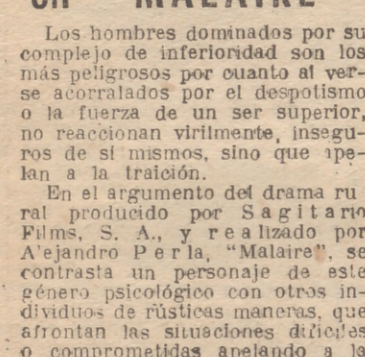 en MALAIRE
Los hombres dominados por su
complejo de inferioridad son los
más peligrosos por cuanto al ver-
se acorralados por el despotismo
o la fuerza de un ser superior,
no reaccionan virilmente, insegu-
ros de sí mismos, sino que ape-
lan a la traición.
En el argumento del drama ru
ral producido por Sagitario
Films, S. A., y realizado por
A'ejandro Perla, "Malaire", se
contrasta un personaje de este
género psicológico con otros in-
dividuos de rústicas maneras, que
afrontan las situaciones difíciles
o comprometidas apelando a la